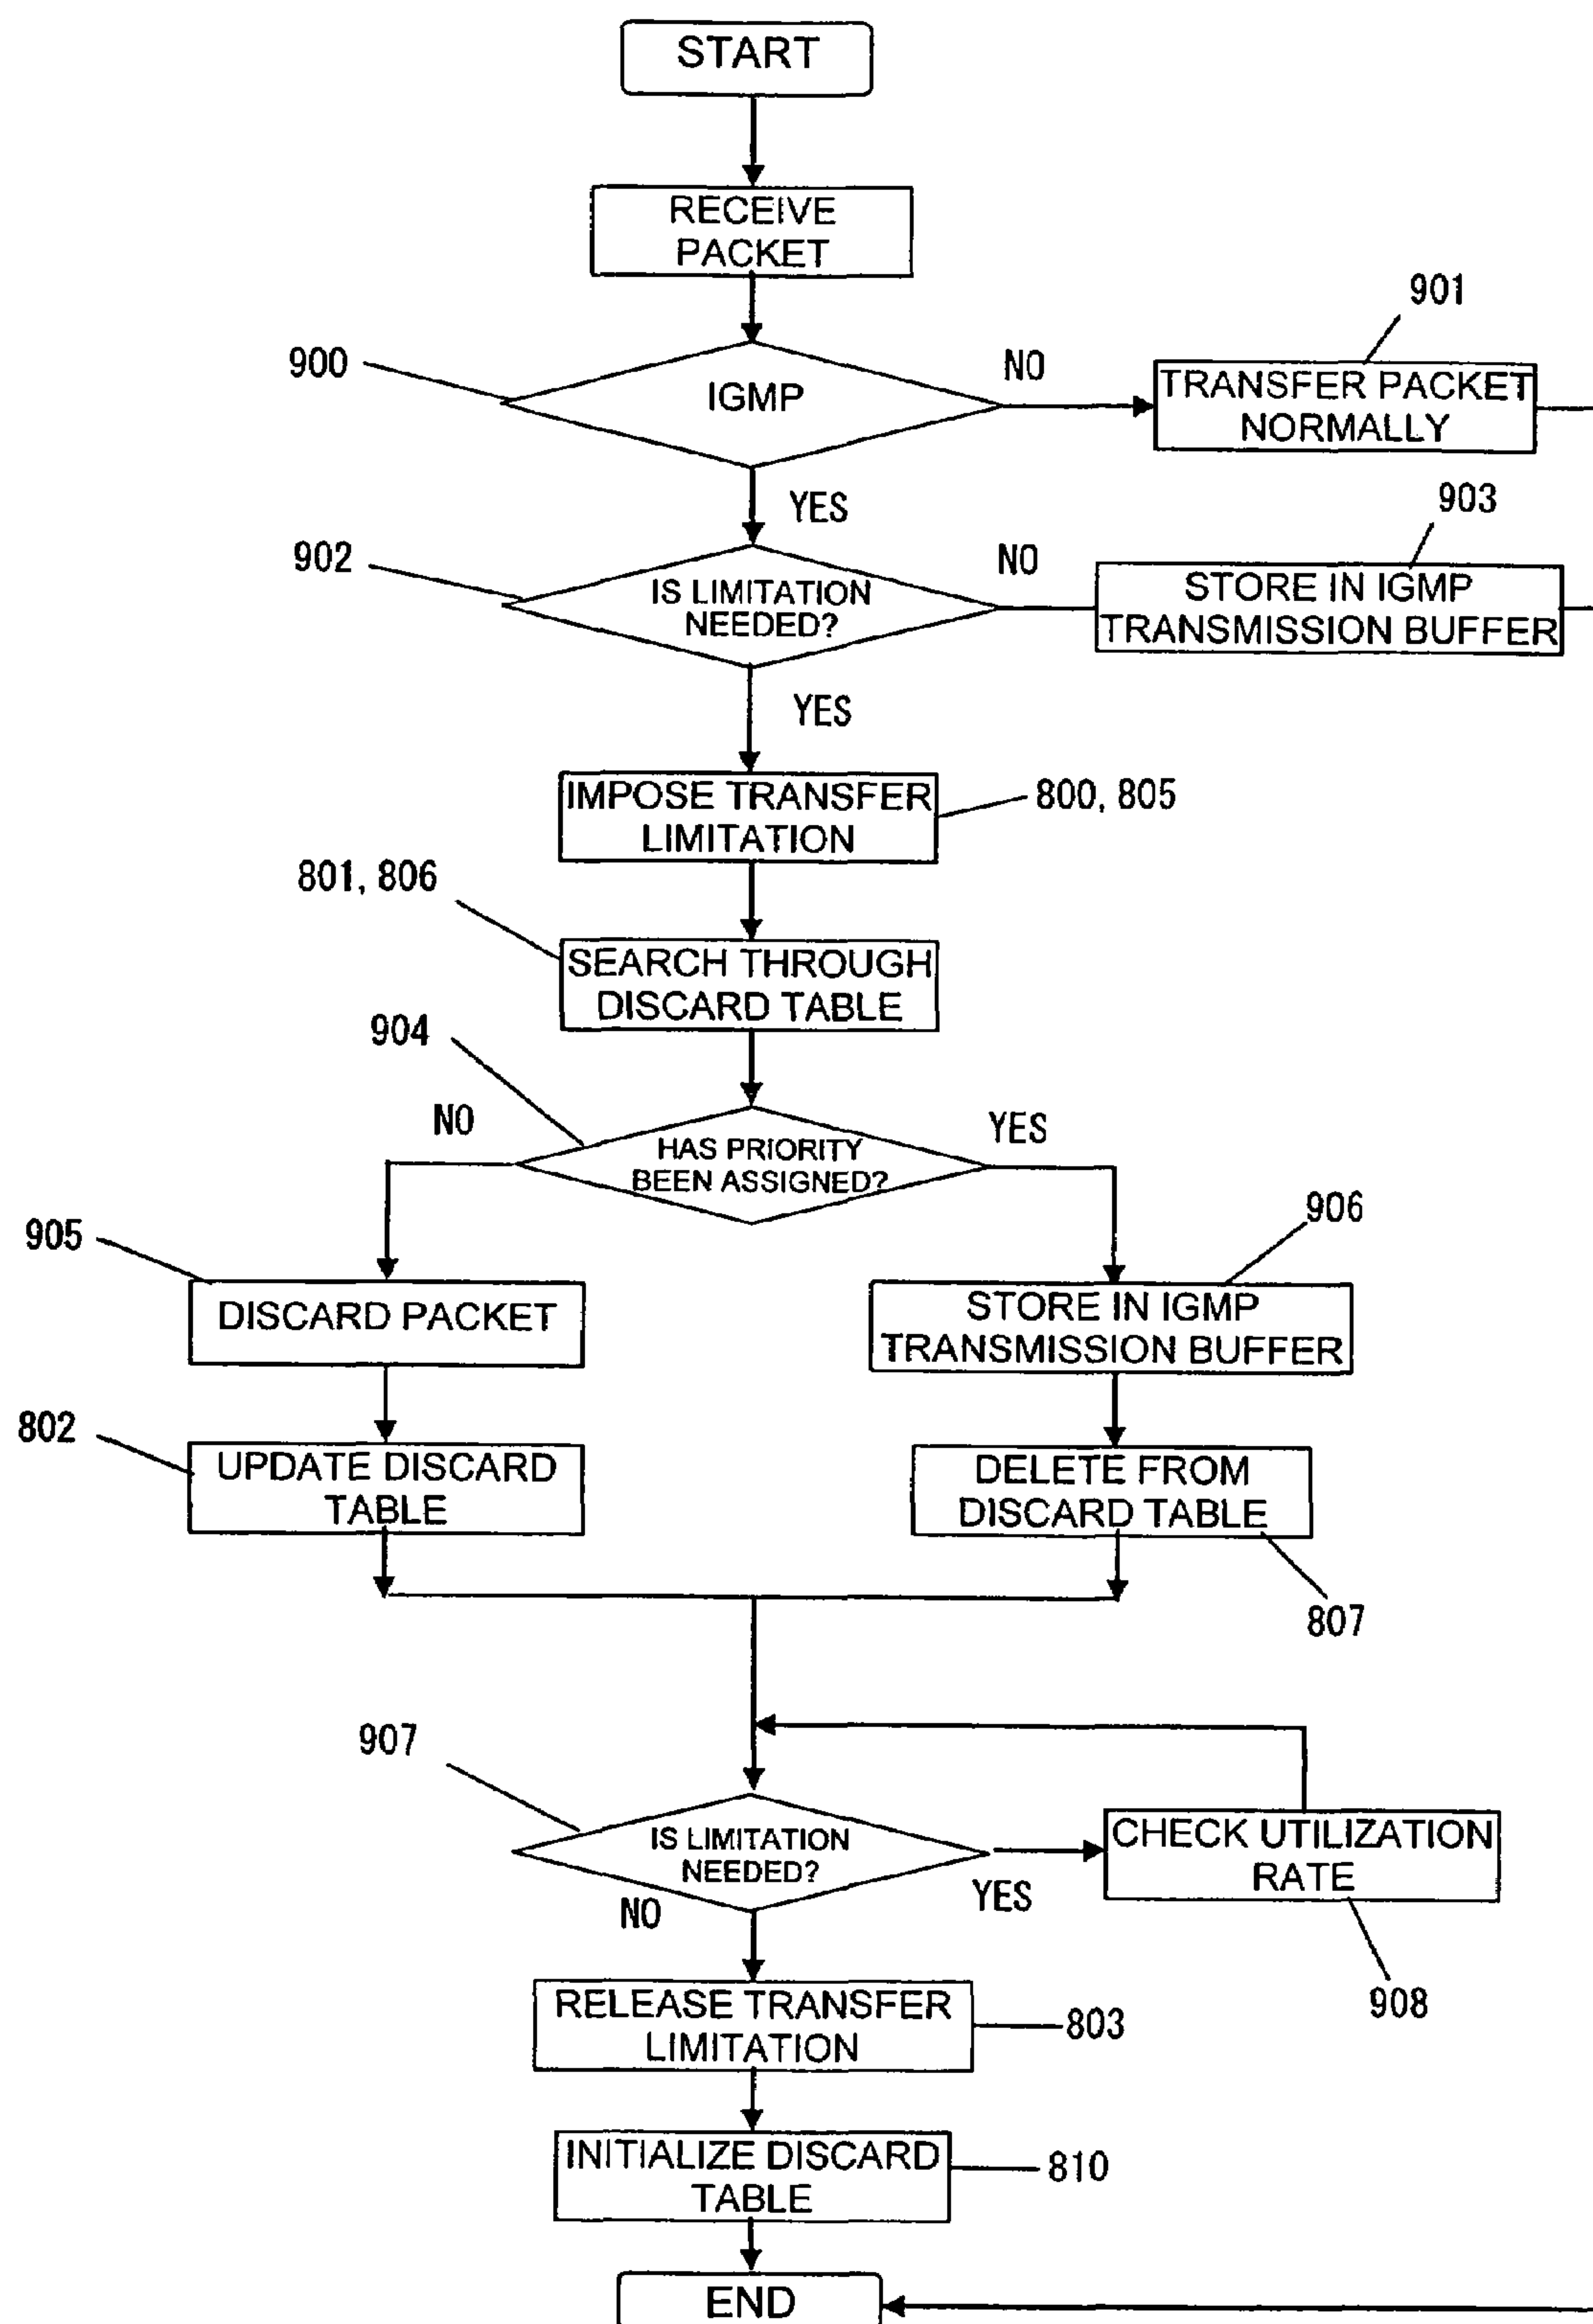 START
RECEIVE
PACKET
901
900
IGMP
NO
TRANSFER PACKET
NORMALLY
YES
903
902
IS LIMITATION
NEEDED?
NO
STORE IN IGMP
TRANSMISSION BUFFER
YES
IMPOSE TRANSFER
LIMITATION
800, 805
801, 806
SEARCH THROUGH
DISCARD TABLE
904
NO
HAS PRIORITY
BEEN ASSIGNED?
YES
906
905
DISCARD PACKET
STORE IN IGMP
TRANSMISSION BUFFER
802
UPDATE DISCARD
TABLE
DELETE FROM
DISCARD TABLE
807
907
IS LIMITATION
NEEDED?
CHECK UTILIZATION
RATE
YES
NO
908
RELEASE TRANSFER
LIMITATION
803
INITIALIZE DISCARD
TABLE
810
END